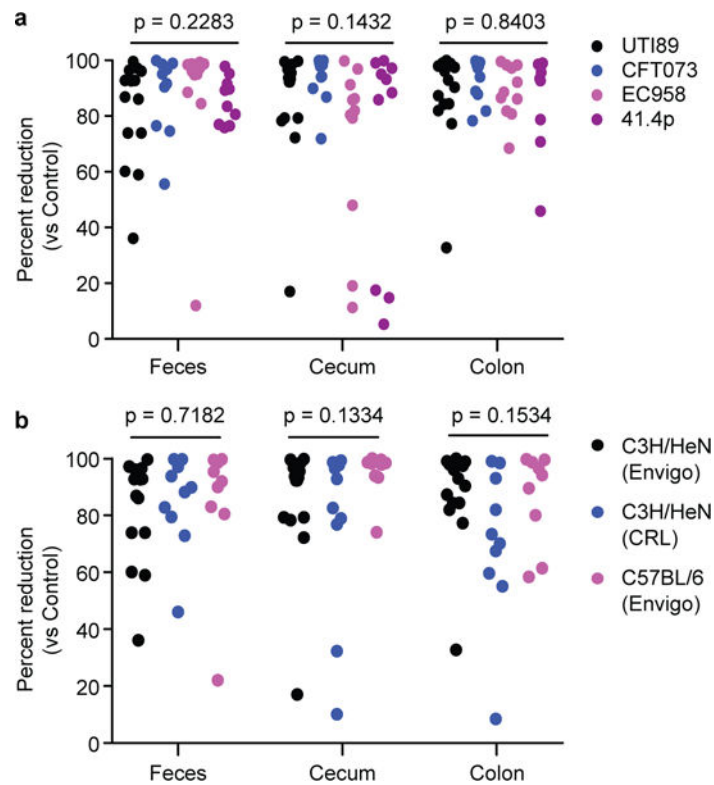 a
p = 0.2283 p = 0.1432 p = 0.8403
UTI89
CFT073
EC958
41.4p
Percent reduction
(vs Control)
100
80
60
40
20
0
Feces Cecum Colon
b
p = 0.7182 p = 0.1334 p = 0.1534
C3H/HeN
(Envigo)
C3H/HeN
(CRL)
C57BL/6
(Envigo)
Percent reduction
(vs Control)
100
80
60
40
20
0
Feces Cecum Colon